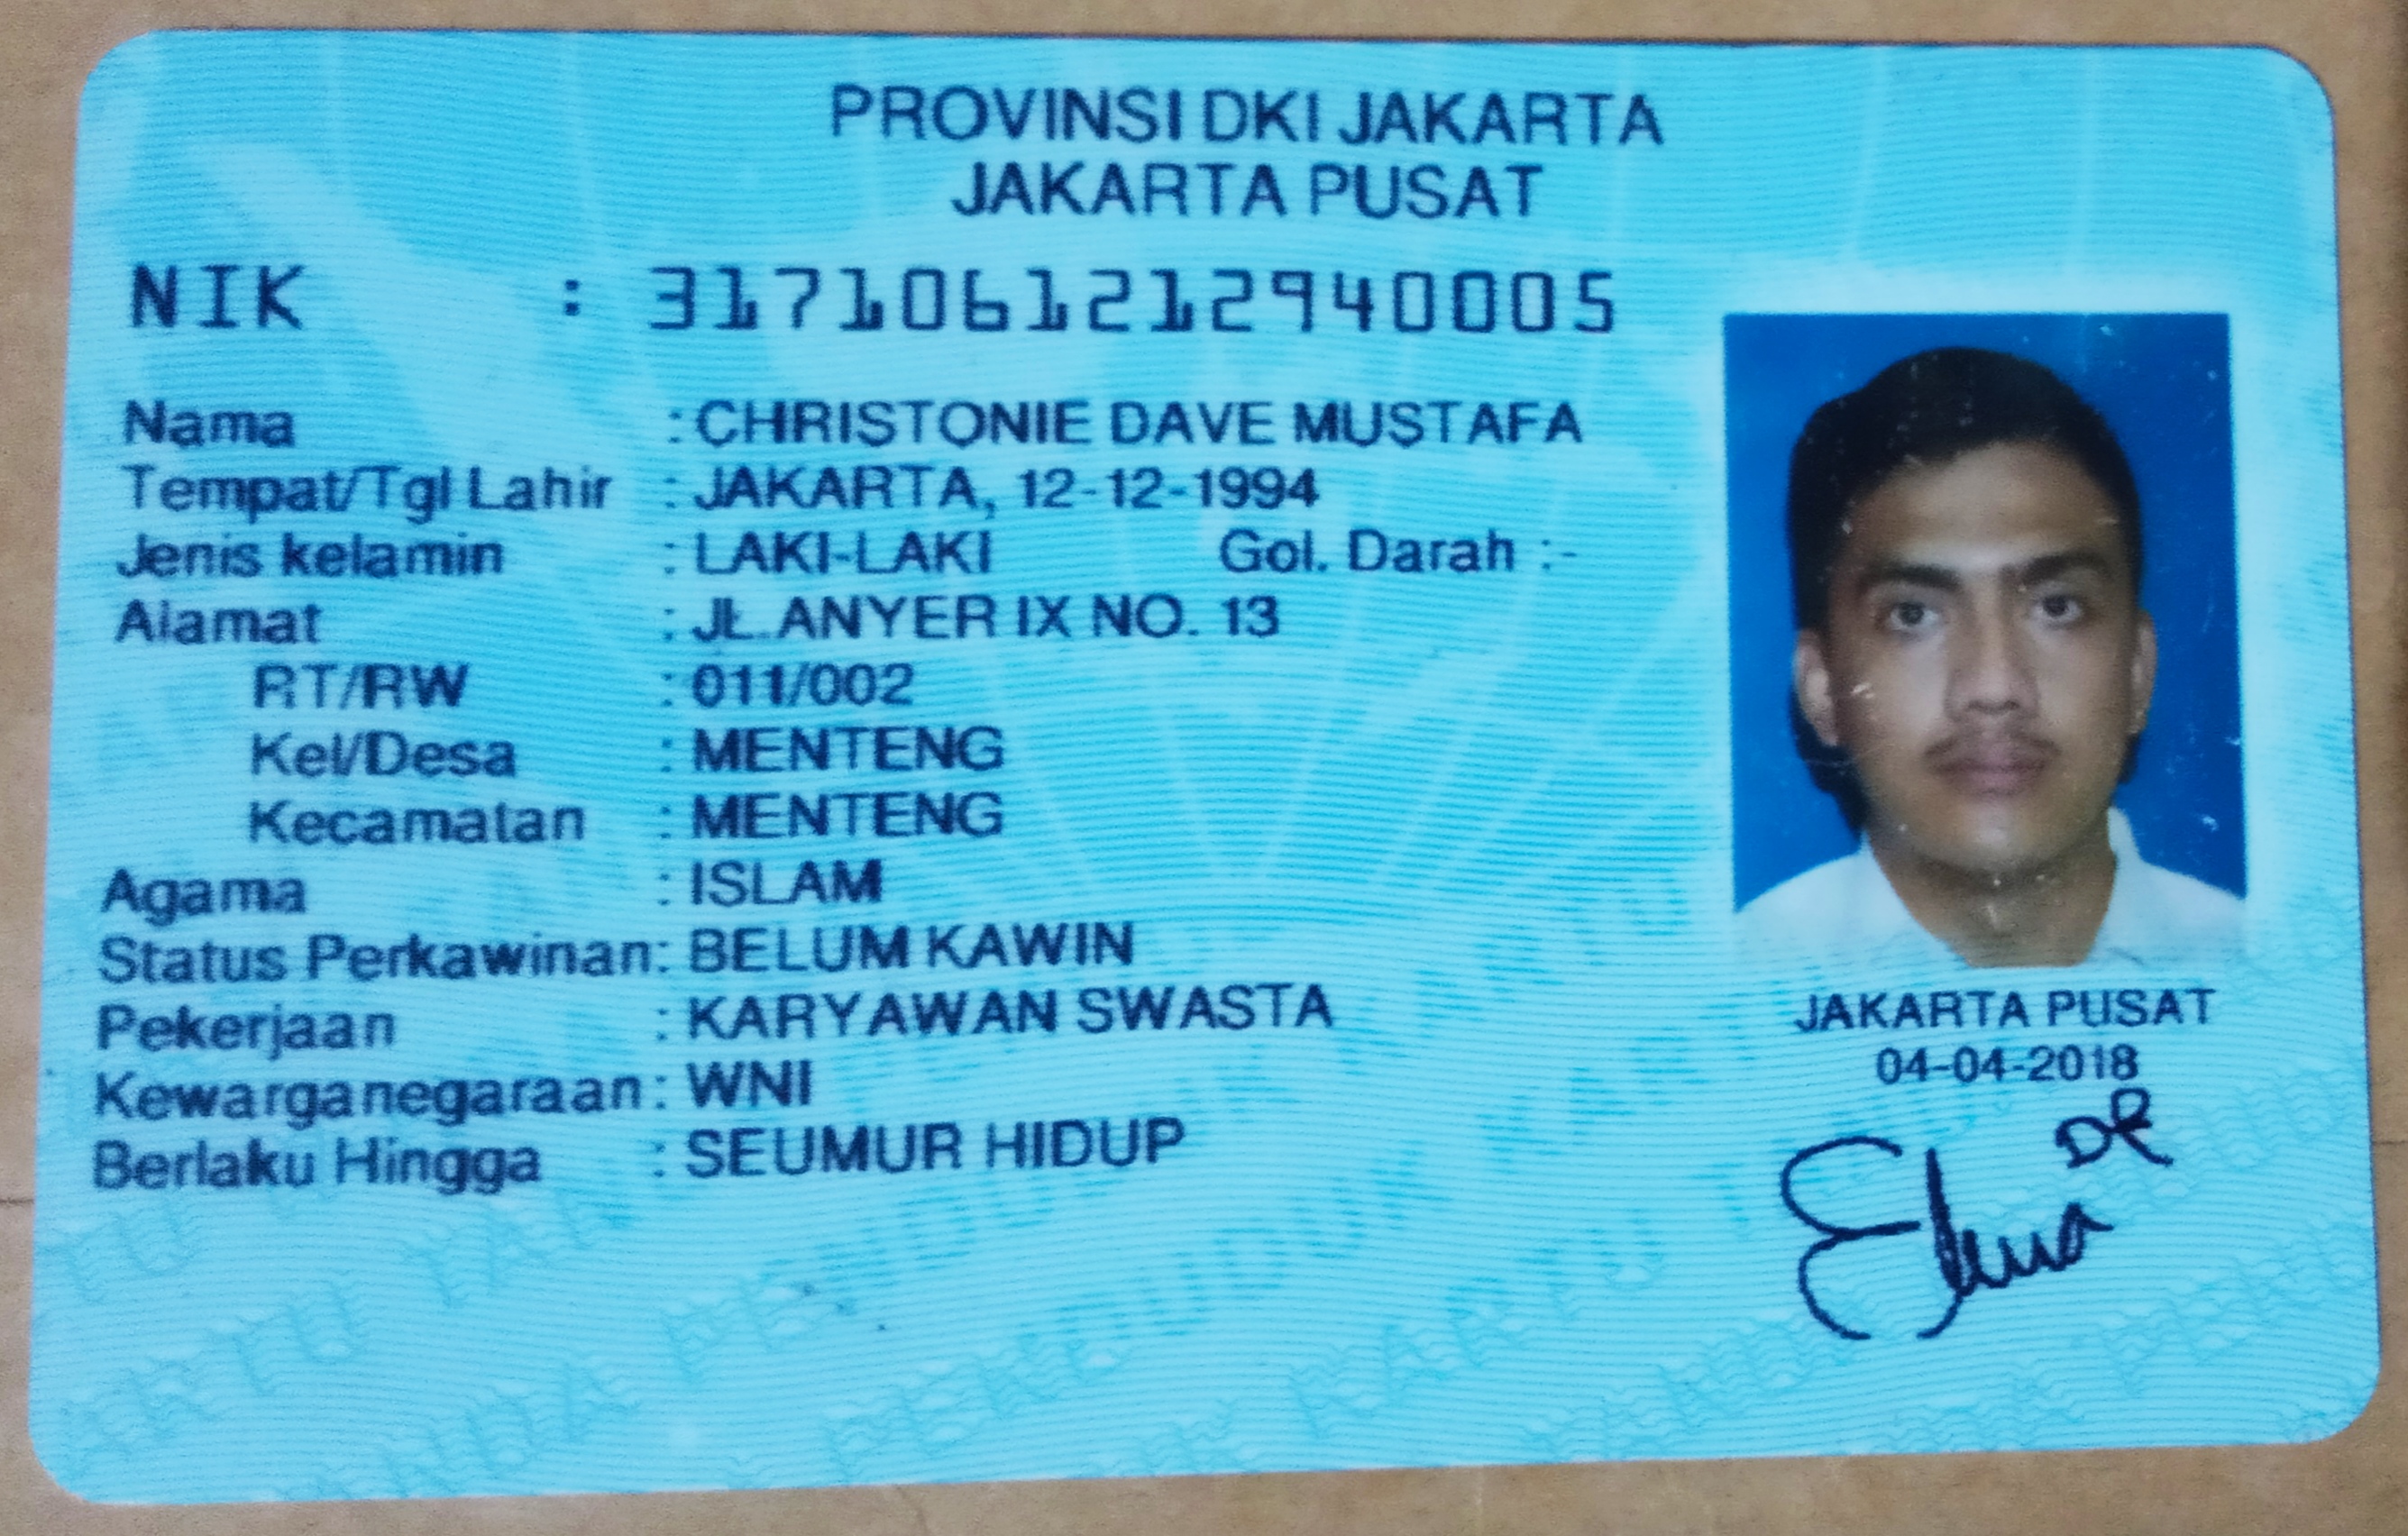 PROVINSI DKI JAKARTA
JAKARTA PUSAT
NIK : 3171061212940005
Nama : CHRISTONIE DAVE MUSTAFA
Tempat/Tgl Lahir : JAKARTA, 12-12-1994
Jenis kelamin : LAKI-LAKI Gol. Darah :-
Alamat : JL.ANYER IX NO. 13
RT/RW : 011/002
Kel/Desa : MENTENG
Kecamatan : MENTENG
Agama : ISLAM
Status Perkawinan: BELUM KAWIN
Pekerjaan : KARYAWAN SWASTA
Kewarganegaraan: WNI
Berlaku Hingga : SEUMUR HIDUP
JAKARTA PUSAT
04-04-2018